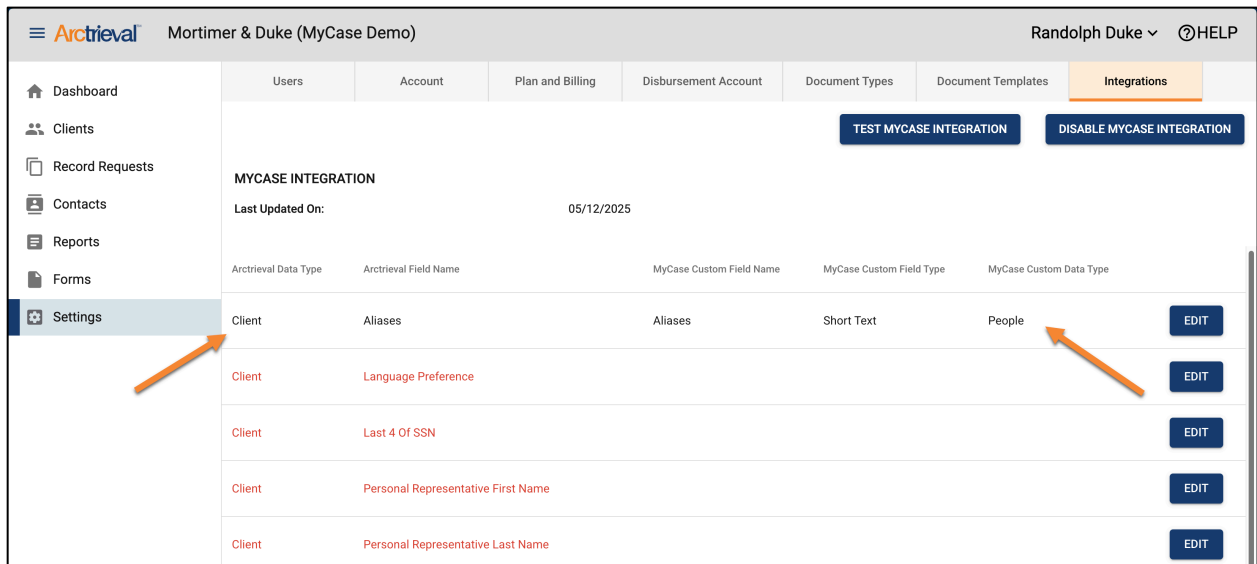 Arctrieval Mortimer & Duke (MyCase Demo) Randolph Duke HELP
Dashboard
Clients
Record Requests
Contacts
Reports
Forms
Settings
Users Account Plan and Billing Disbursement Account Document Types Document Templates Integrations
TEST MYCASE INTEGRATION DISABLE MYCASE INTEGRATION
MYCASE INTEGRATION
Last Updated On: 05/12/2025
Arctrieval Data Type Arctrieval Field Name MyCase Custom Field Name MyCase Custom Field Type MyCase Custom Data Type
Client Aliases Aliases Short Text People EDIT
Client Language Preference EDIT
Client Last 4 Of SSN EDIT
Client Personal Representative First Name EDIT
Client Personal Representative Last Name EDIT